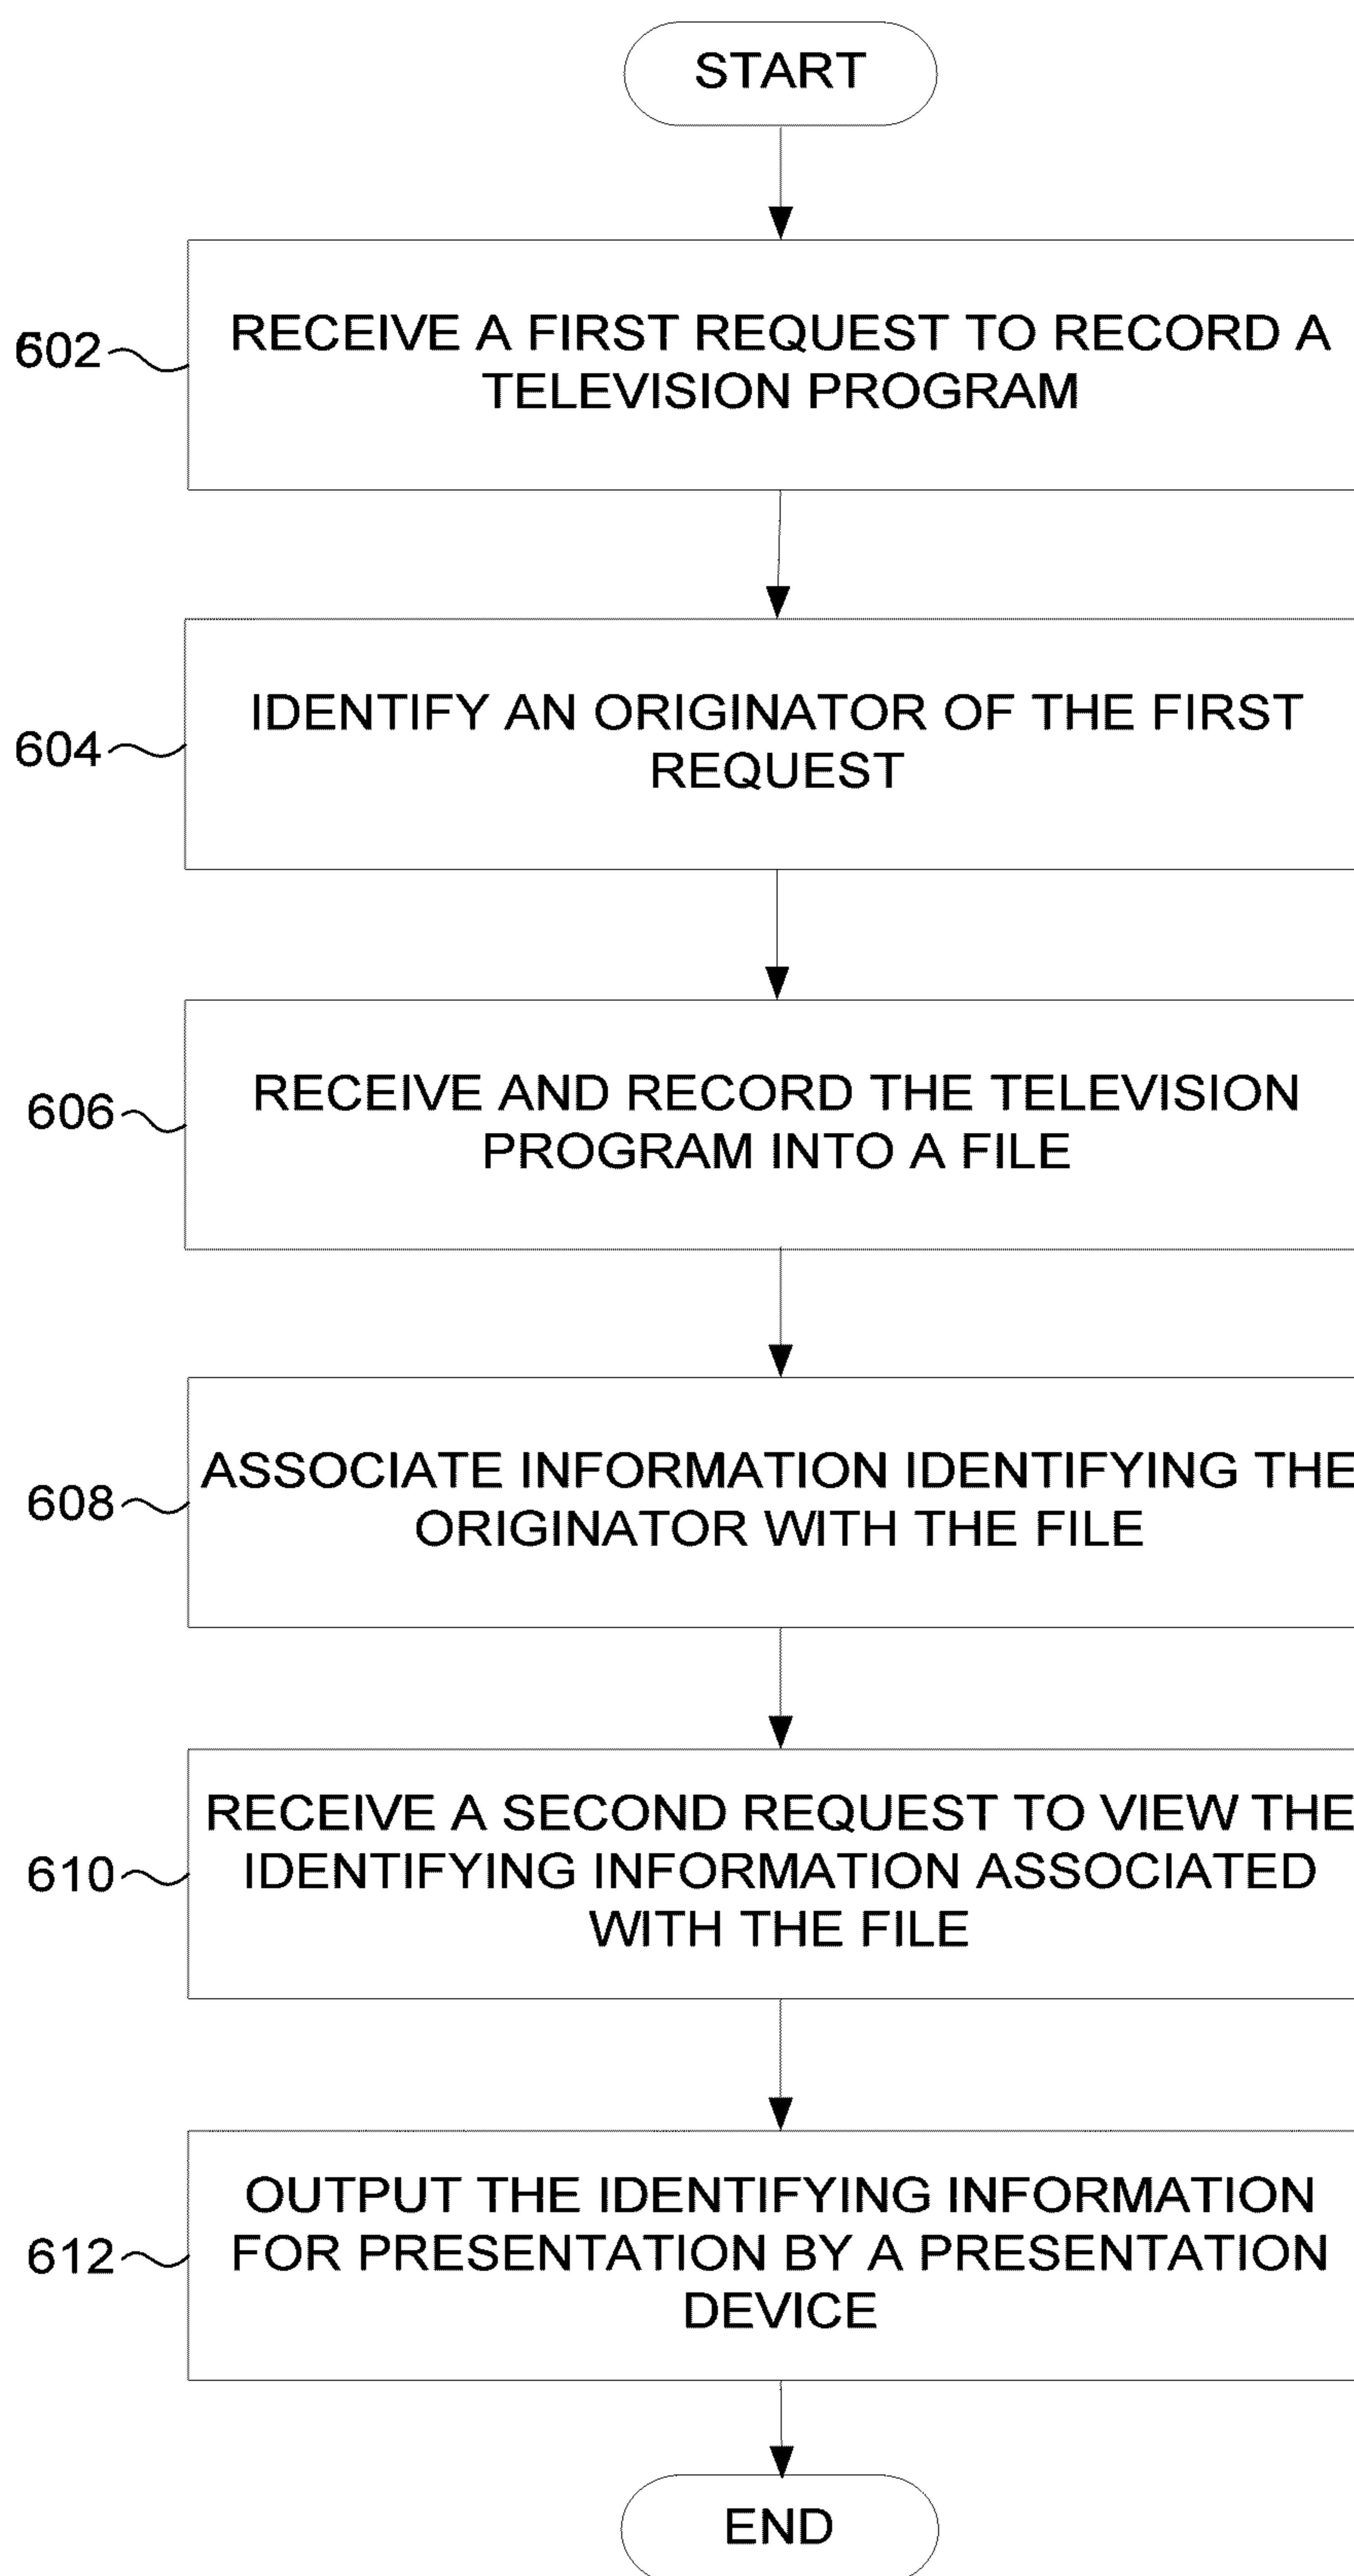 START
602
RECEIVE A FIRST REQUEST TO RECORD A
TELEVISION PROGRAM
604
IDENTIFY AN ORIGINATOR OF THE FIRST
REQUEST
606
RECEIVE AND RECORD THE TELEVISION
PROGRAM INTO A FILE
608
ASSOCIATE INFORMATION IDENTIFYING THE
ORIGINATOR WITH THE FILE
610
RECEIVE A SECOND REQUEST TO VIEW THE
IDENTIFYING INFORMATION ASSOCIATED
WITH THE FILE
612
OUTPUT THE IDENTIFYING INFORMATION
FOR PRESENTATION BY A PRESENTATION
DEVICE
END